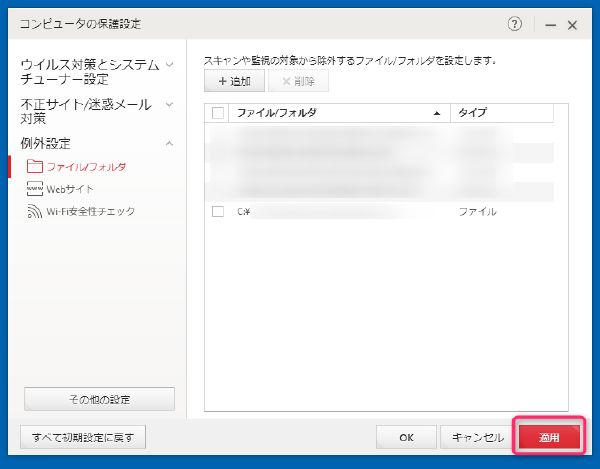 コンピュータの保護設定
ウイルス対策とシステム
チューナー設定
不正サイト/迷惑メール
対策
例外設定
ファイル/フォルダ
Webサイト
Wi-Fi安全性チェック
その他の設定
スキャンや監視の対象から除外するファイル/フォルダを設定します。
+ 追加
× 削除
ファイル/フォルダ
タイプ
C:¥
ファイル
すべて初期設定に戻す
OK
キャンセル
適用